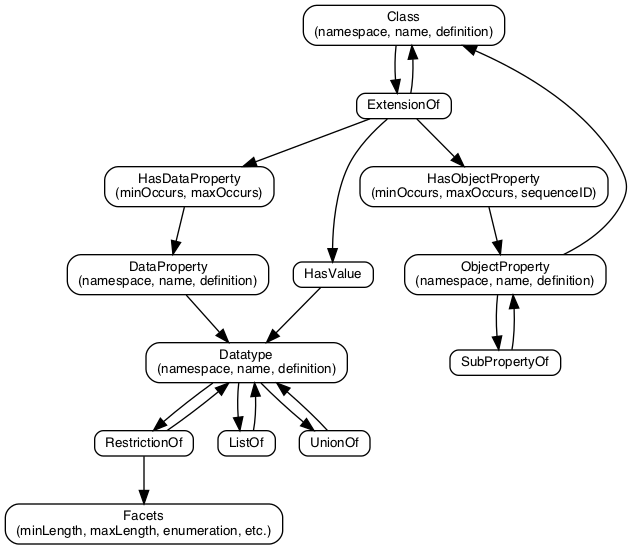 Class
(namespace, name, definition)
ExtensionOf
HasDataProperty
(minOccurs, maxOccurs)
HasObjectProperty
(minOccurs, maxOccurs, sequenceID)
DataProperty
(namespace, name, definition)
HasValue
ObjectProperty
(namespace, name, definition)
Datatype
(namespace, name, definition)
SubPropertyOf
RestrictionOf
ListOf
UnionOf
Facets
(minLength, maxLength, enumeration, etc.)